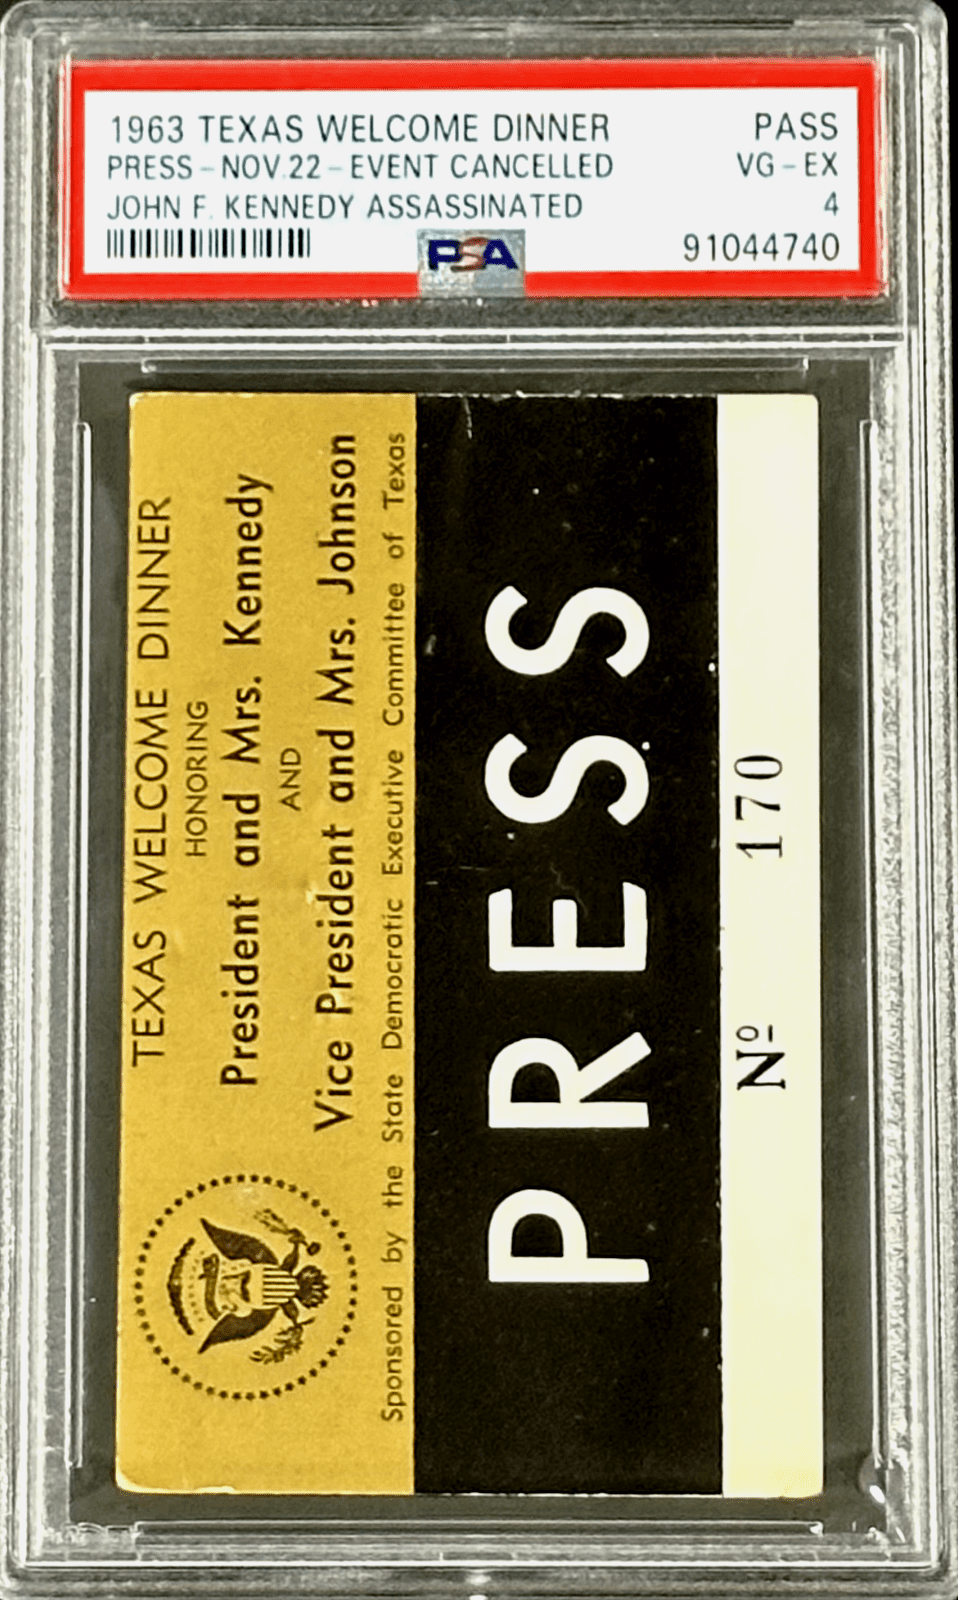 1963 TEXAS WELCOME DINNER PASS
PRESS - NOV. 22 - EVENT CANCELLED VG - EX
JOHN F. KENNEDY ASSASSINATED 4
91044740
PSA
TEXAS WELCOME DINNER
HONORING
President and Mrs. Kennedy
AND
Vice President and Mrs. Johnson
Sponsored by the State Democratic Executive Committee of Texas
PRESS
Nº 170